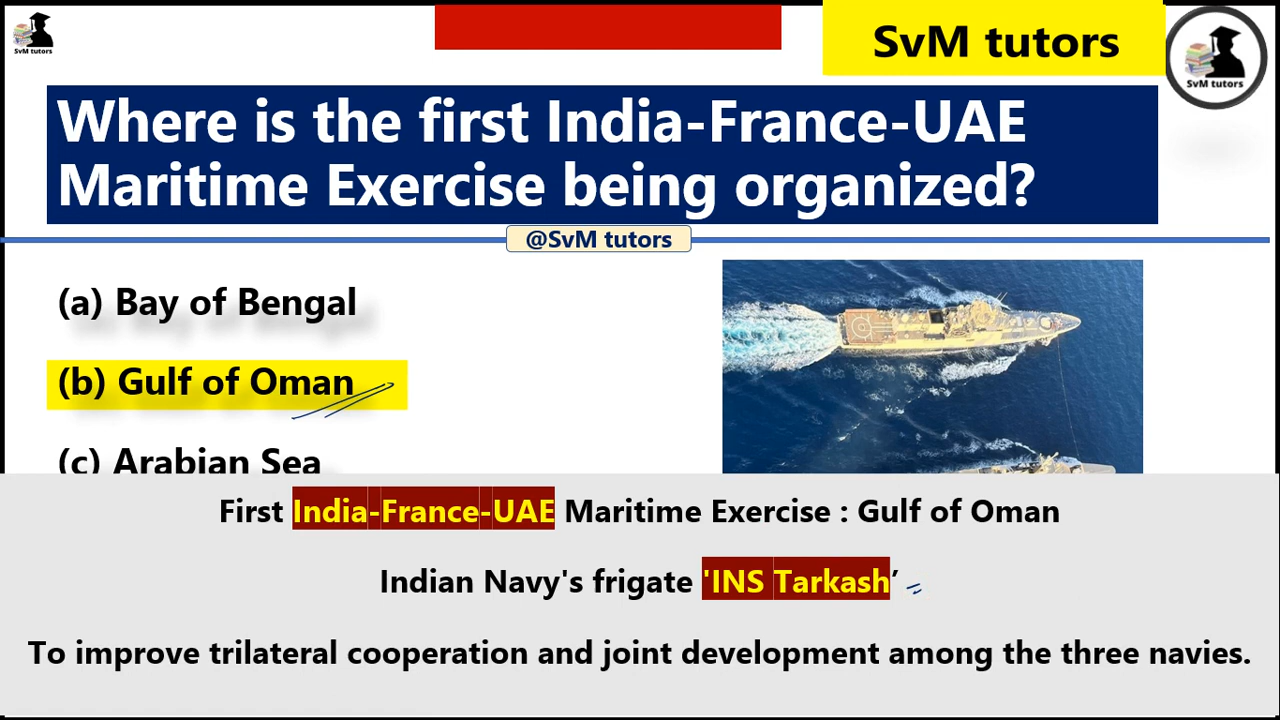 SvM tutors
SvM tutors
SvM tutors
Where is the first India-France-UAE
Maritime Exercise being organized?
@SvM tutors
(a) Bay of Bengal
(b) Gulf of Oman
(c) Arabian Sea
First India-France-UAE Maritime Exercise : Gulf of Oman
Indian Navy's frigate 'INS Tarkash’
To improve trilateral cooperation and joint development among the three navies.